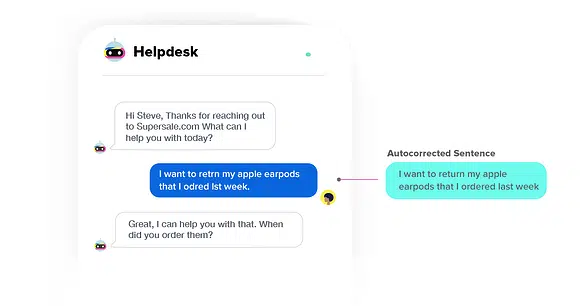 Helpdesk
Hi Steve, Thanks for reaching out
to Supersale.com What can I
help you with today?
Autocorrected Sentence
I want to retrn my apple earpods
that I odred lst week.
I want to return my apple
earpods that I ordered last week
Great, I can help you with that. When
did you order them?